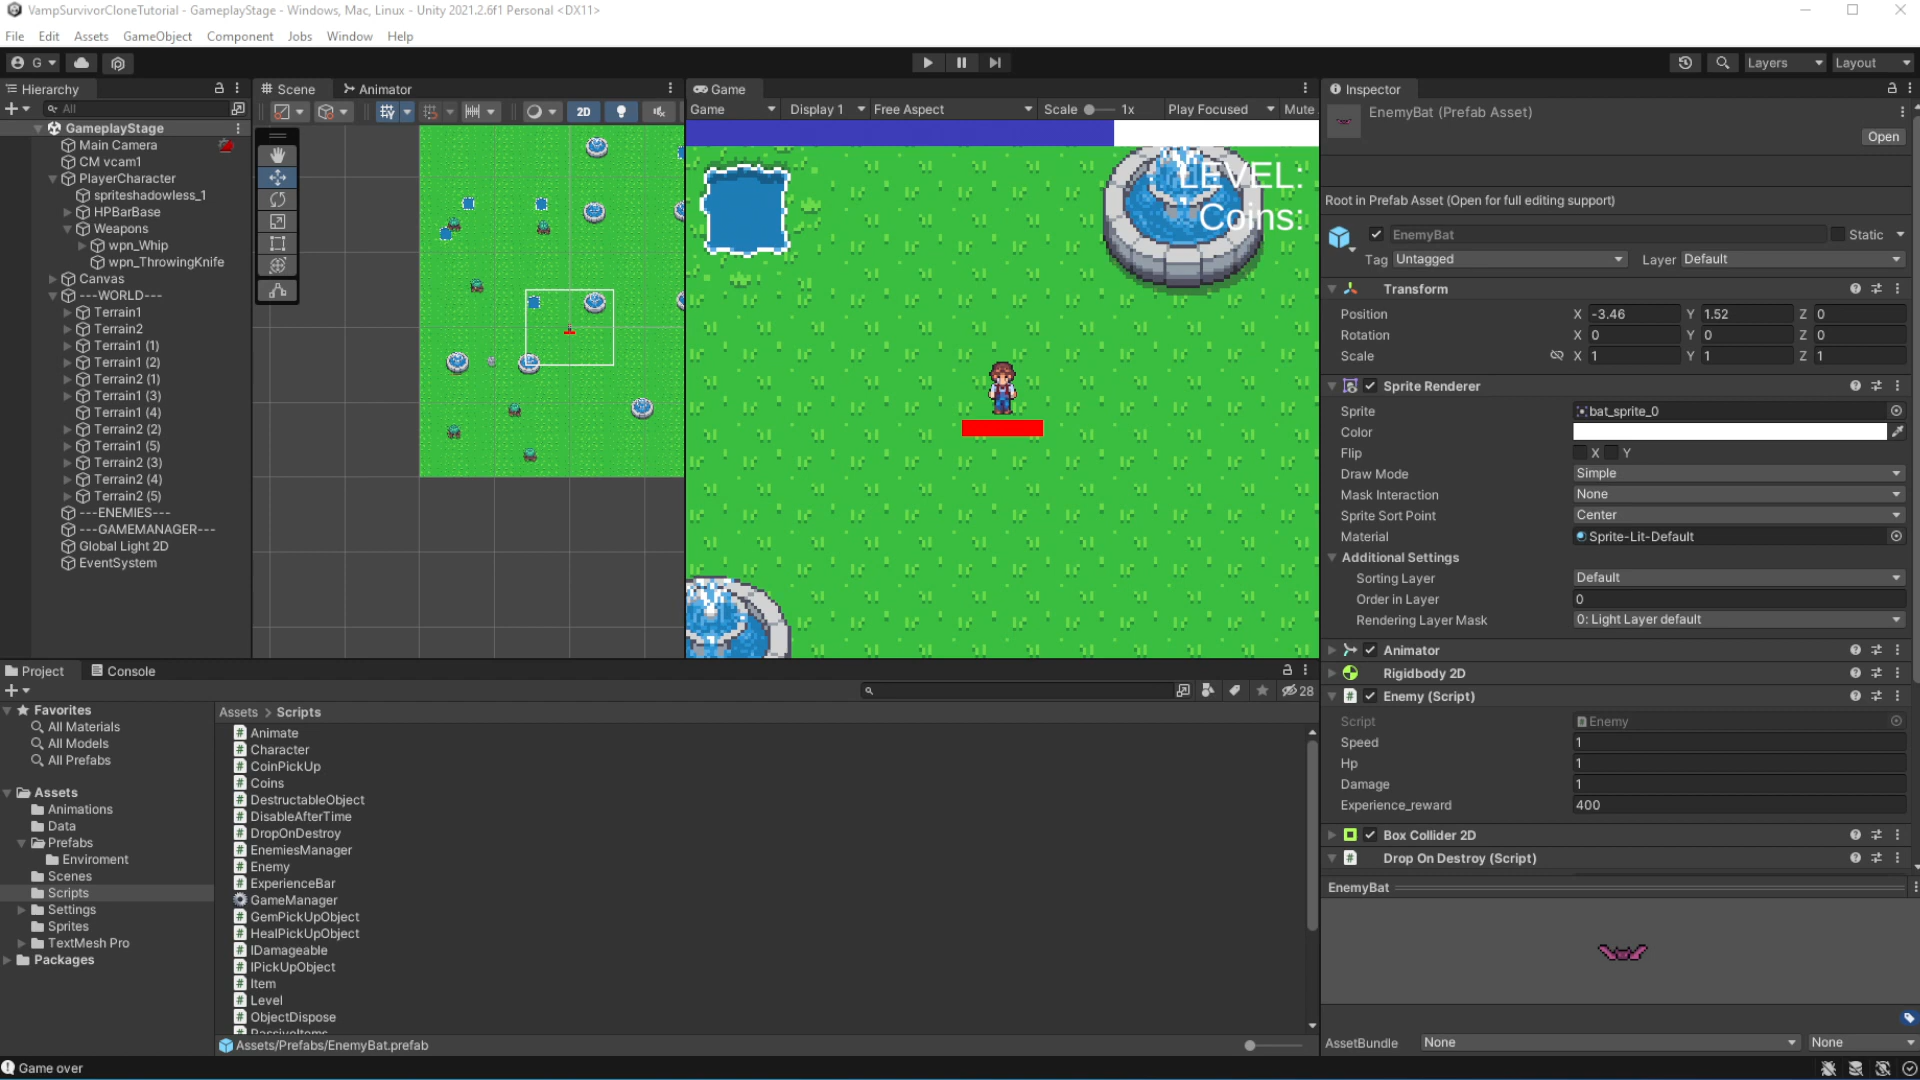 VampSurvivorCloneTutorial - GameplayStage - Windows, Mac, Linux - Unity 2021.2.6f1 Personal <DX11>
File Edit Assets GameObject Component Jobs Window Help
G Layers Layout
Hierarchy
All
GameplayStage
Main Camera
CM vcam1
PlayerCharacter
spriteshadowless_1
HPBarBase
Weapons
wpn_Whip
wpn_ThrowingKnife
Canvas
---WORLD---
Terrain1
Terrain2
Terrain1 (1)
Terrain1 (2)
Terrain2 (1)
Terrain1 (3)
Terrain1 (4)
Terrain2 (2)
Terrain1 (5)
Terrain2 (3)
Terrain2 (4)
Terrain2 (5)
---ENEMIES---
---GAMEMANAGER---
Global Light 2D
EventSystem
Scene Animator
2D
Game
Game Display 1 Free Aspect Scale 1x Play Focused Mute
LEVEL:
Coins:
Inspector
EnemyBat (Prefab Asset)
Open
Root in Prefab Asset (Open for full editing support)
EnemyBat Static
Tag Untagged Layer Default
Transform
Position X -3.46 Y 1.52 Z 0
Rotation X 0 Y 0 Z 0
Scale X 1 Y 1 Z 1
Sprite Renderer
Sprite bat_sprite_0
Color
Flip X Y
Draw Mode Simple
Mask Interaction None
Sprite Sort Point Center
Material Sprite-Lit-Default
Additional Settings
Sorting Layer Default
Order in Layer 0
Rendering Layer Mask 0: Light Layer default
Animator
Rigidbody 2D
Enemy (Script)
Script Enemy
Speed 1
Hp 1
Damage 1
Experience_reward 400
Box Collider 2D
Drop On Destroy (Script)
EnemyBat
AssetBundle None None
Project Console
28
Favorites
All Materials
All Models
All Prefabs
Assets
Animations
Data
Prefabs
Enviroment
Scenes
Scripts
Settings
Sprites
TextMesh Pro
Packages
Assets > Scripts
Animate
Character
CoinPickUp
Coins
DestructableObject
DisableAfterTime
DropOnDestroy
EnemiesManager
Enemy
ExperienceBar
GameManager
GemPickUpObject
HealPickUpObject
IDamageable
IPickUpObject
Item
Level
ObjectDispose
PassiveItems
Assets/Prefabs/EnemyBat.prefab
Game over